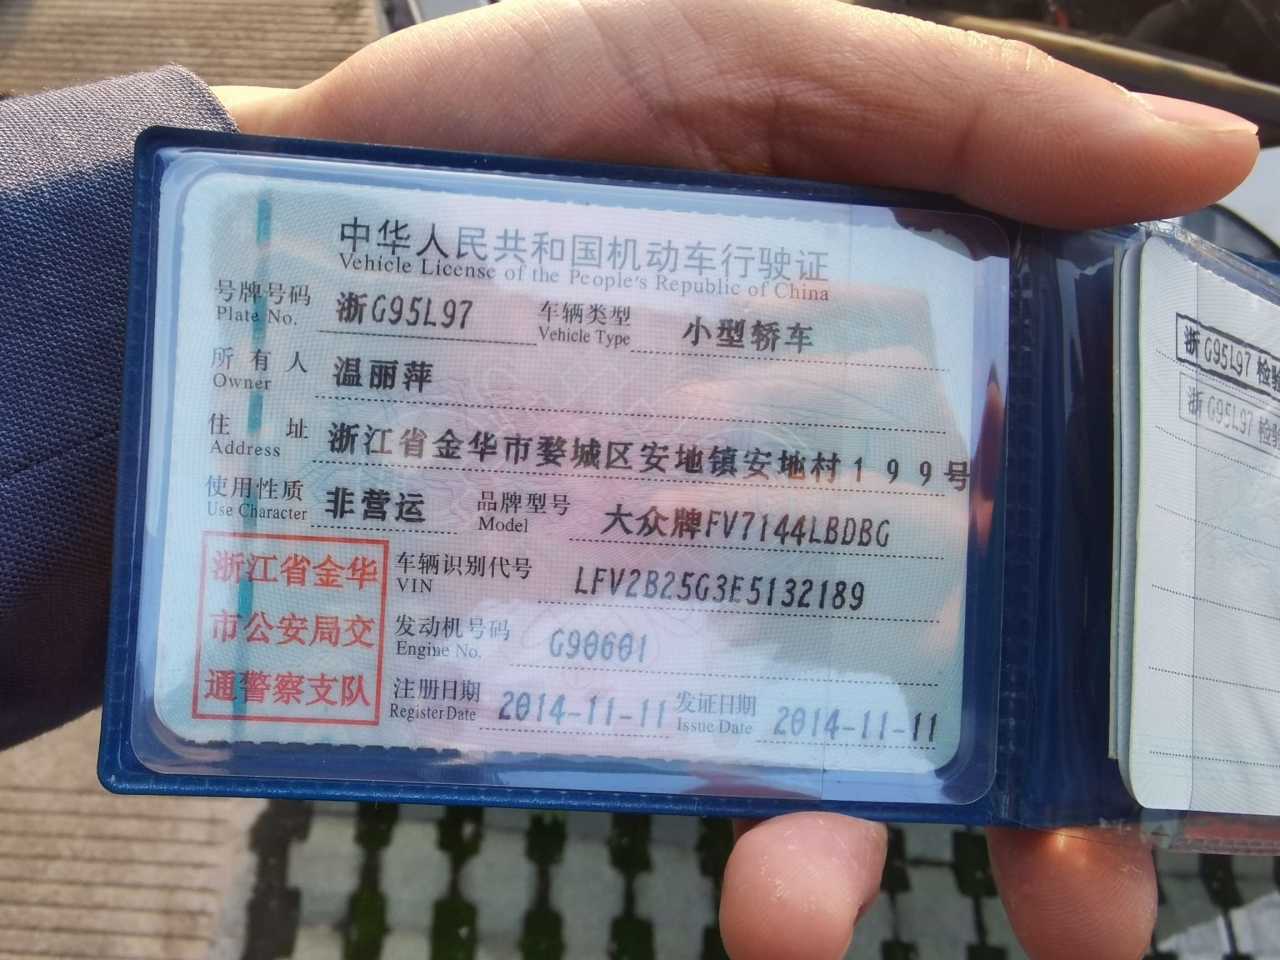 中华人民共和国机动车行驶证
Vehicle License of the People's Republic of China
号牌号码 浙G95L97 车辆类型 小型轿车
Plate No. Vehicle Type
所有人 温丽萍
Owner
住址 浙江省金华市婺城区安地镇安地村199号
Address
使用性质 非营运 品牌型号 大众牌FV7144LBDBG
Use Character Model
浙江省金华
市公安局交
通警察支队
车辆识别代号 LFV2B25G3E5132189
VIN
发动机号码 G90601
Engine No.
注册日期 2014-11-11 发证日期 2014-11-11
Register Date Issue Date
浙G95L97 检验
浙G95L97 检验